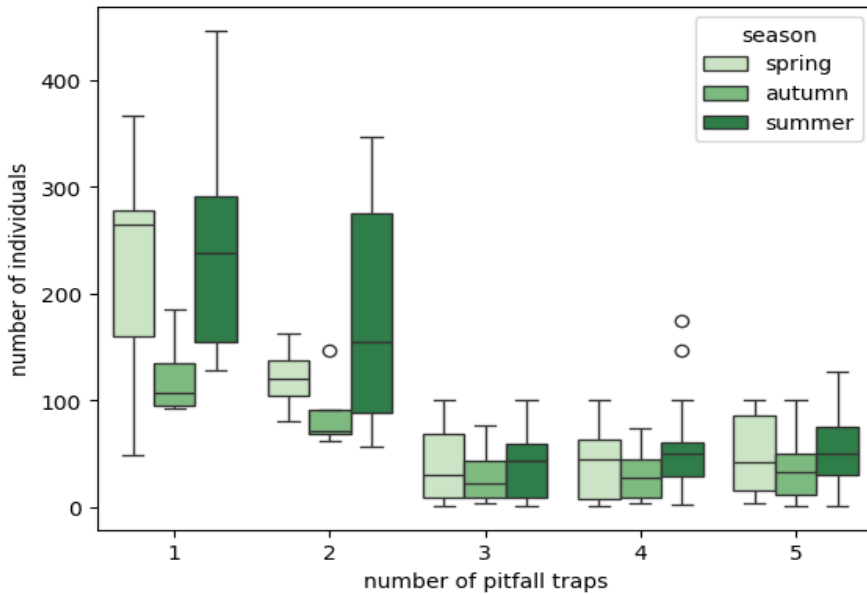 season
spring
autumn
summer
number of individuals
400
300
200
100
0
1 2 3 4 5
number of pitfall traps